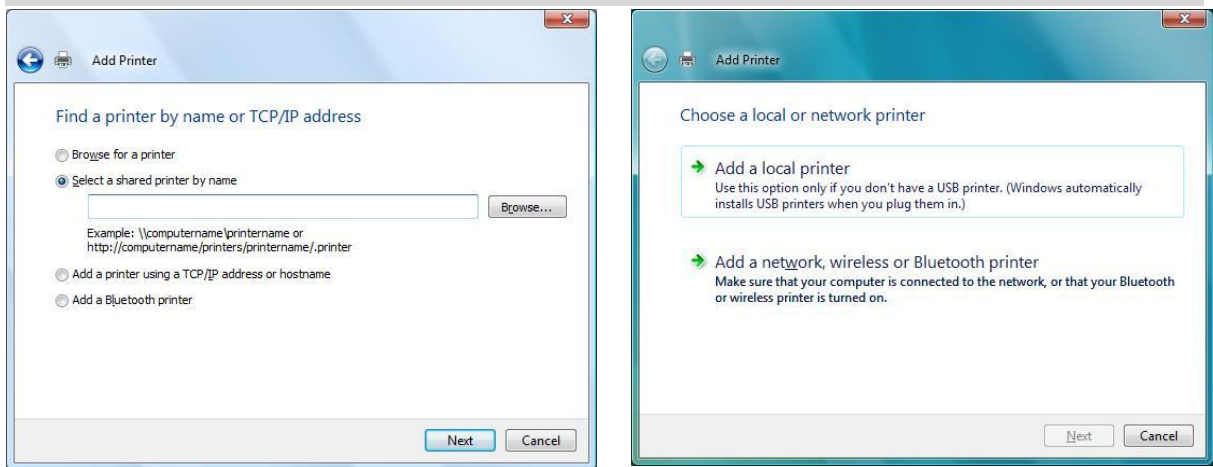 Add Printer
Find a printer by name or TCP/IP address
Browse for a printer
Select a shared printer by name
Browse...
Example: \\computername\printername or
http://computername/printers/printername/.printer
Add a printer using a TCP/IP address or hostname
Add a Bluetooth printer
Next Cancel
Add Printer
Choose a local or network printer
Add a local printer
Use this option only if you don't have a USB printer. (Windows automatically
installs USB printers when you plug them in.)
Add a network, wireless or Bluetooth printer
Make sure that your computer is connected to the network, or that your Bluetooth
or wireless printer is turned on.
Next Cancel